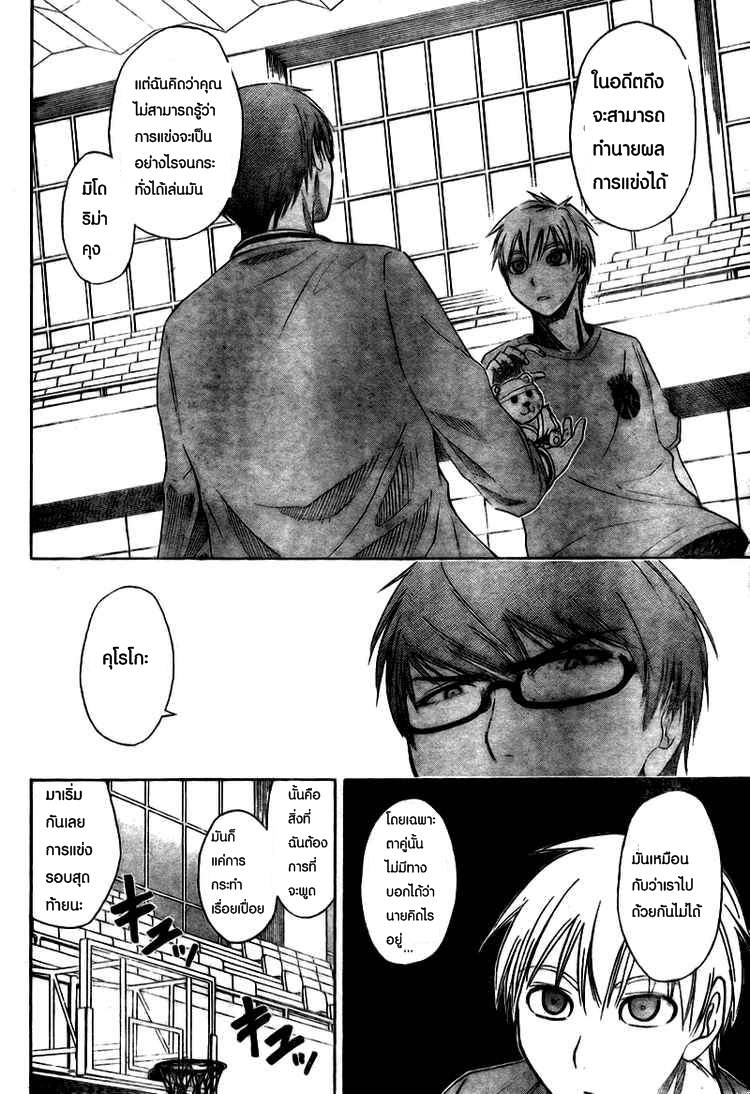 ในอดีตถึง
จะสามารถ
ทำนายผล
การแข่งได้
แต่ฉันคิดว่าคุณ
ไม่สามารถรู้ว่า
การแข่งจะเป็น
อย่างไรจนกระ
ทั่งได้เล่นมัน
มิโด
ริม่า
คุง
คุโรโกะ
มันเหมือน
กับว่าเราไป
ด้วยกันไม่ได้
โดยเฉพาะ
ตาคู่นั้น
ไม่มีทาง
บอกได้ว่า
นายคิดไร
อยู่ ...
นั้นคือ
สิ่งที่
ฉันต้อง
การที่
จะพูด
มันก็
แค่การ
กระทำ
เรื่อยเปื่อย
มาเริ่ม
กันเลย
การแข่ง
รอบสุด
ท้ายนะ
キュッ
キュッ